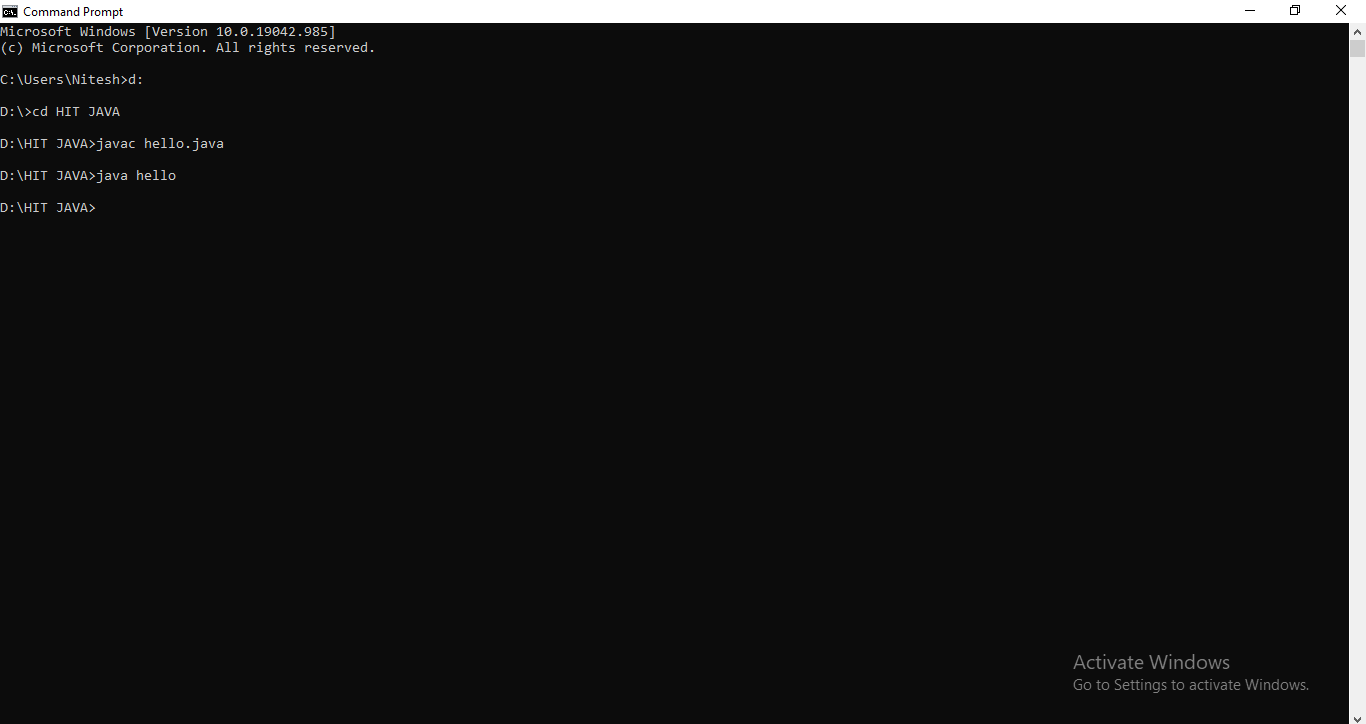 Command Prompt
Microsoft Windows [Version 10.0.19042.985]
(c) Microsoft Corporation. All rights reserved.
C:\Users\Nitesh>d:
D:\>cd HIT JAVA
D:\HIT JAVA>javac hello.java
D:\HIT JAVA>java hello
D:\HIT JAVA>
Activate Windows
Go to Settings to activate Windows.